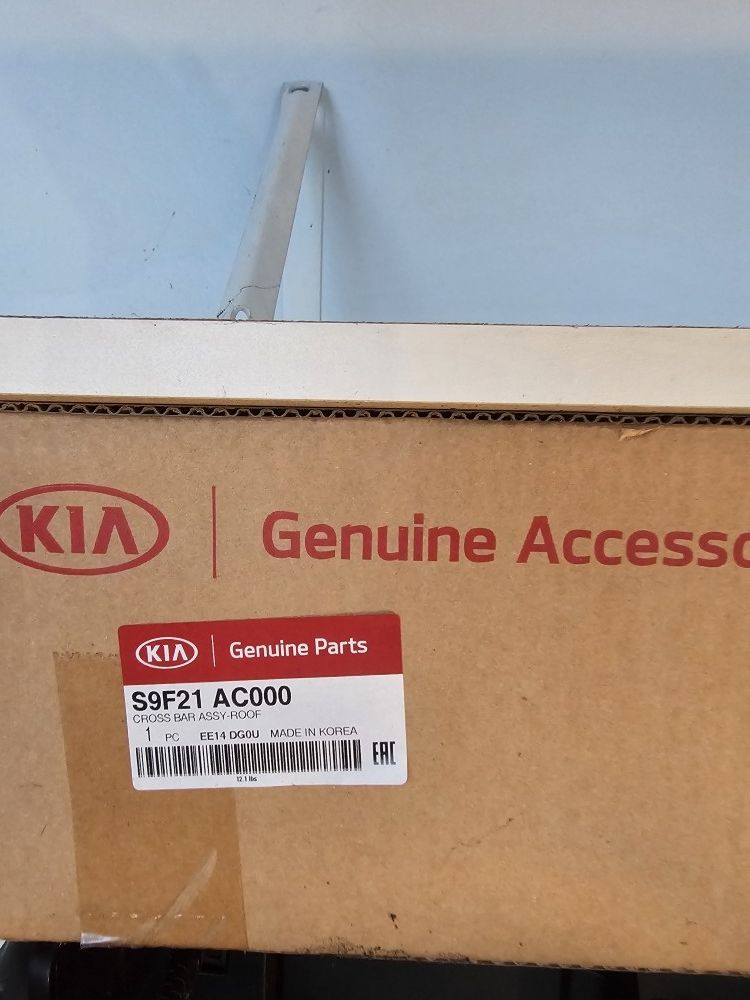 KIA Genuine Accesso
KIA Genuine Parts
S9F21 AC000
CROSS BAR ASSY-ROOF
1 PC EE14 DG0U MADE IN KOREA
EAC
12.1 lbs